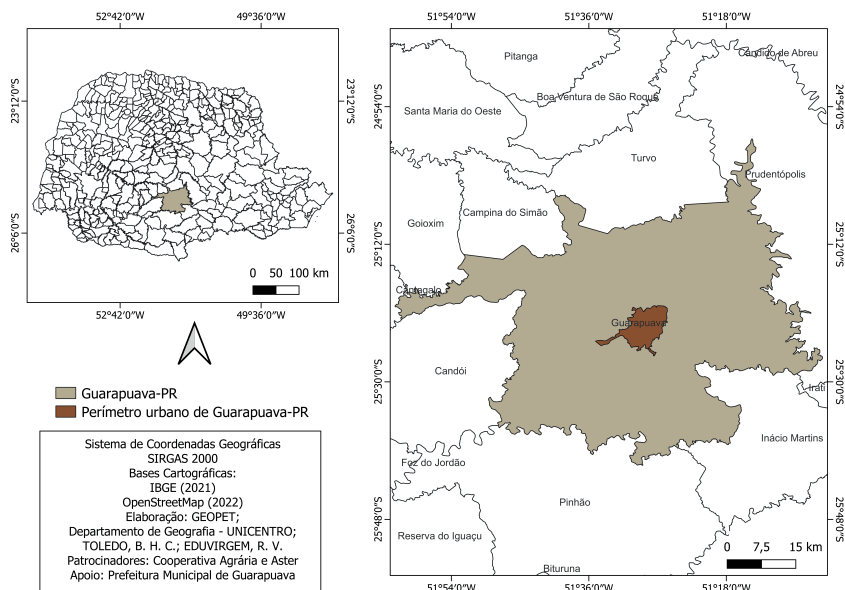 52°42'0"W
49°36'0"W
23°12'0"S
23°12'0"S
26°6'0"S
26°6'0"S
0 50 100 km
52°42'0"W
49°36'0"W
Guarapuava-PR
Perímetro urbano de Guarapuava-PR
Sistema de Coordenadas Geográficas
SIRGAS 2000
Bases Cartográficas:
IBGE (2021)
OpenStreetMap (2022)
Elaboração: GEOPET;
Departamento de Geografia - UNICENTRO;
TOLEDO, B. H. C.; EDUVIRGEM, R. V.
Patrocinadores: Cooperativa Agrária e Aster
Apoio: Prefeitura Municipal de Guarapuava
51°54'0"W
51°36'0"W
51°18'0"W
Pitanga
Cândido de Abreu
Boa Ventura de São Roque
Santa Maria do Oeste
24°54'0"S
24°54'0"S
Turvo
Prudentópolis
Campina do Simão
Goioxim
25°12'0"S
25°12'0"S
Cantagalo
Guarapuava
Candói
25°30'0"S
25°30'0"S
Irati
Inácio Martins
Foz do Jordão
Pinhão
25°48'0"S
25°48'0"S
Reserva do Iguaçu
Bituruna
0 7,5 15 km
51°54'0"W
51°36'0"W
51°18'0"W